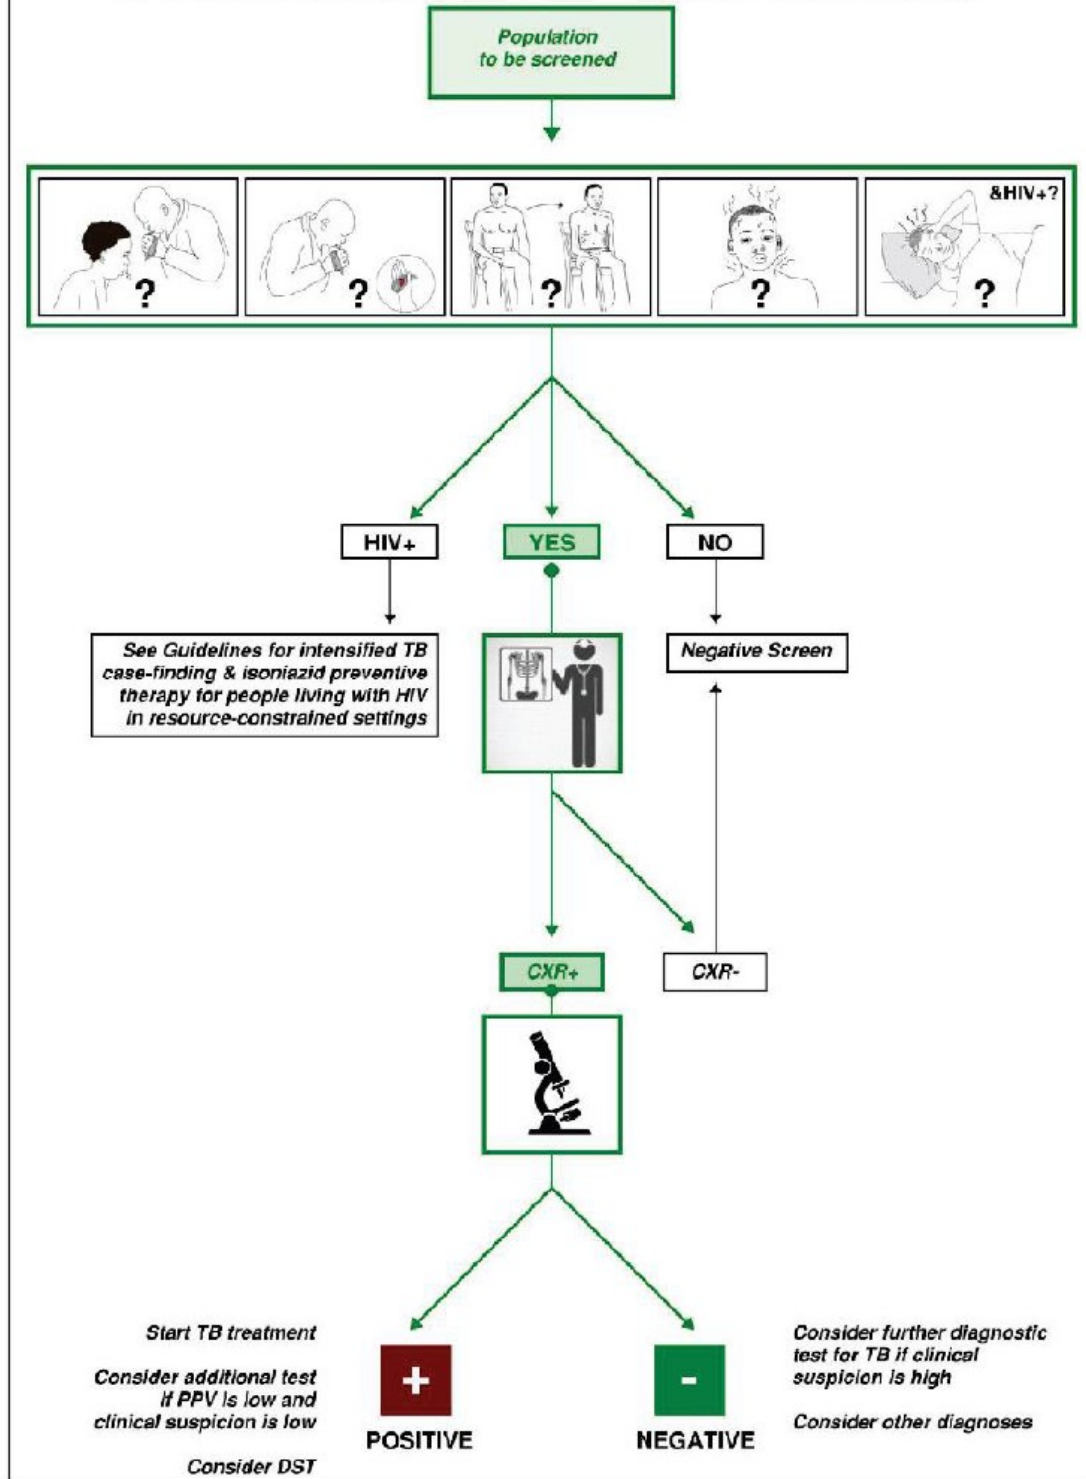 Population
to be screened
?
?
?
?
&HIV+?
?
HIV+
YES
NO
See Guidelines for intensified TB
case-finding & isoniazid preventive
therapy for people living with HIV
in resource-constrained settings
Negative Screen
CXR+
CXR-
Start TB treatment
Consider additional test
if PPV is low and
clinical suspicion is low
Consider DST
+
POSITIVE
-
NEGATIVE
Consider further diagnostic
test for TB if clinical
suspicion is high
Consider other diagnoses